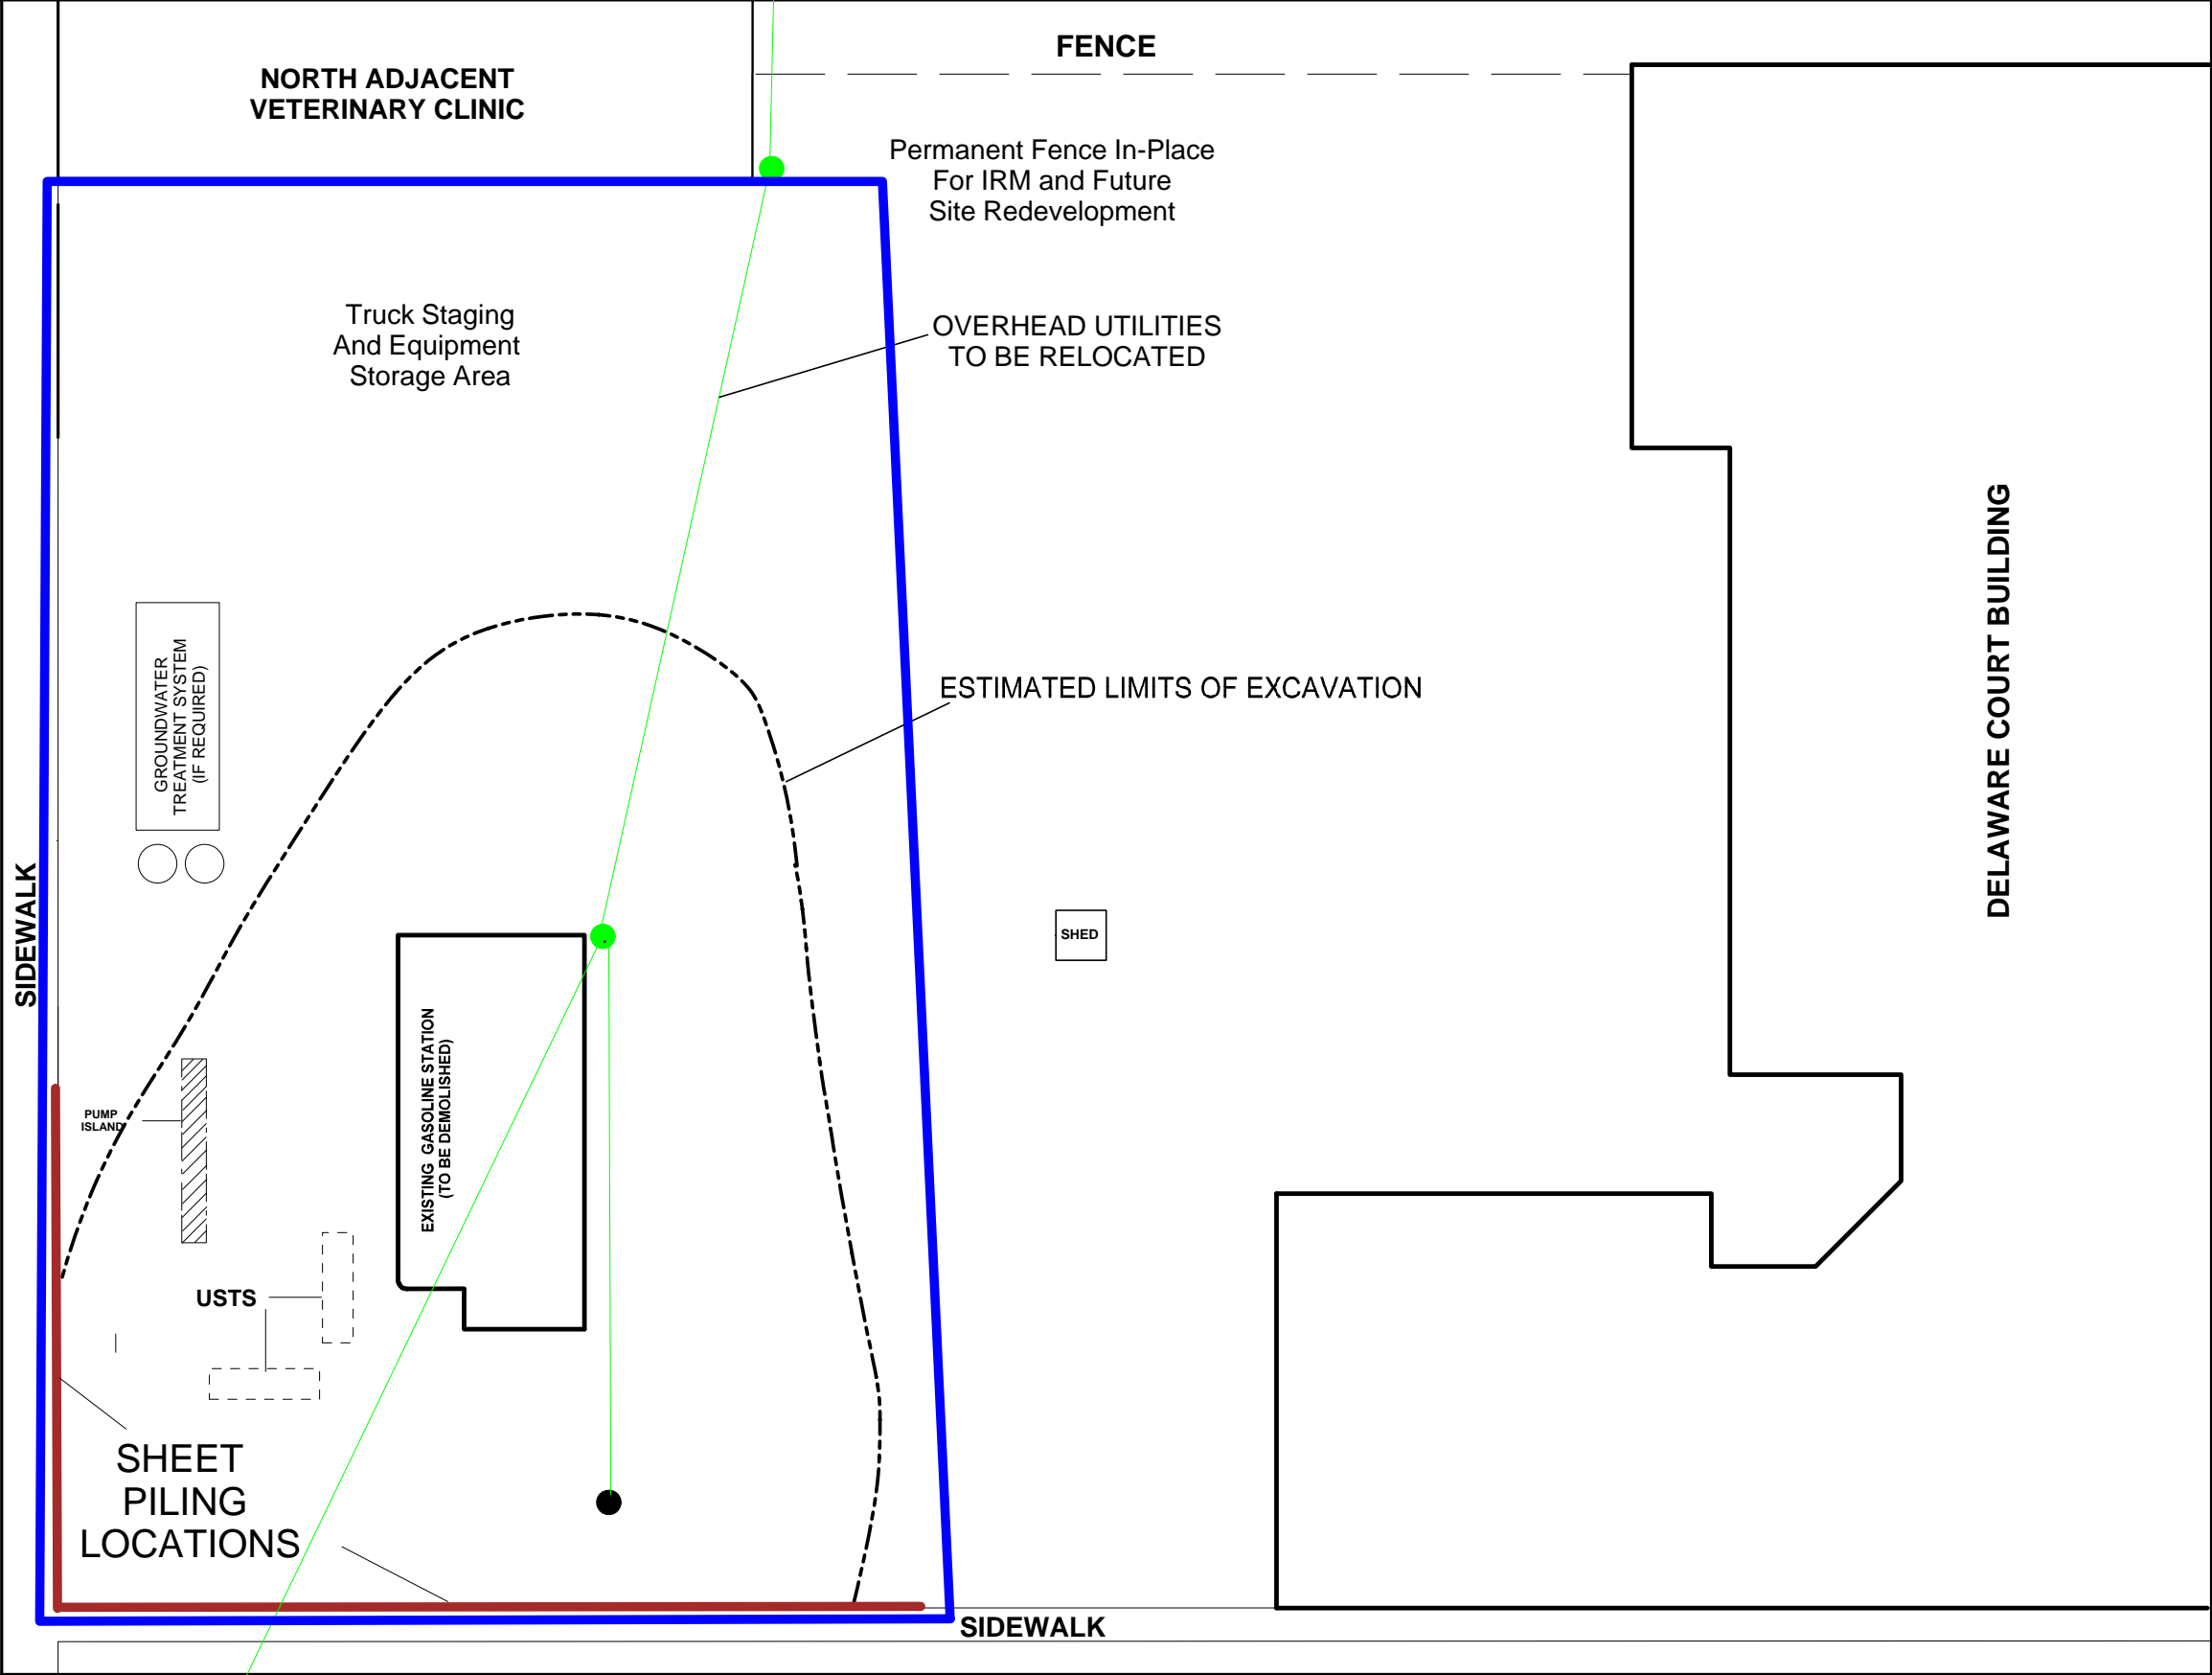 FENCE
NORTH ADJACENT
VETERINARY CLINIC
Permanent Fence In-Place
For IRM and Future
Site Redevelopment
Truck Staging
And Equipment
Storage Area
OVERHEAD UTILITIES
TO BE RELOCATED
ESTIMATED LIMITS OF EXCAVATION
DELAWARE COURT BUILDING
GROUNDWATER
TREATMENT SYSTEM
(IF REQUIRED)
SIDEWALK
SHED
PUMP
ISLAND
EXISTING GASOLINE STATION
(TO BE DEMOLISHED)
USTS
SHEET
PILING
LOCATIONS
SIDEWALK